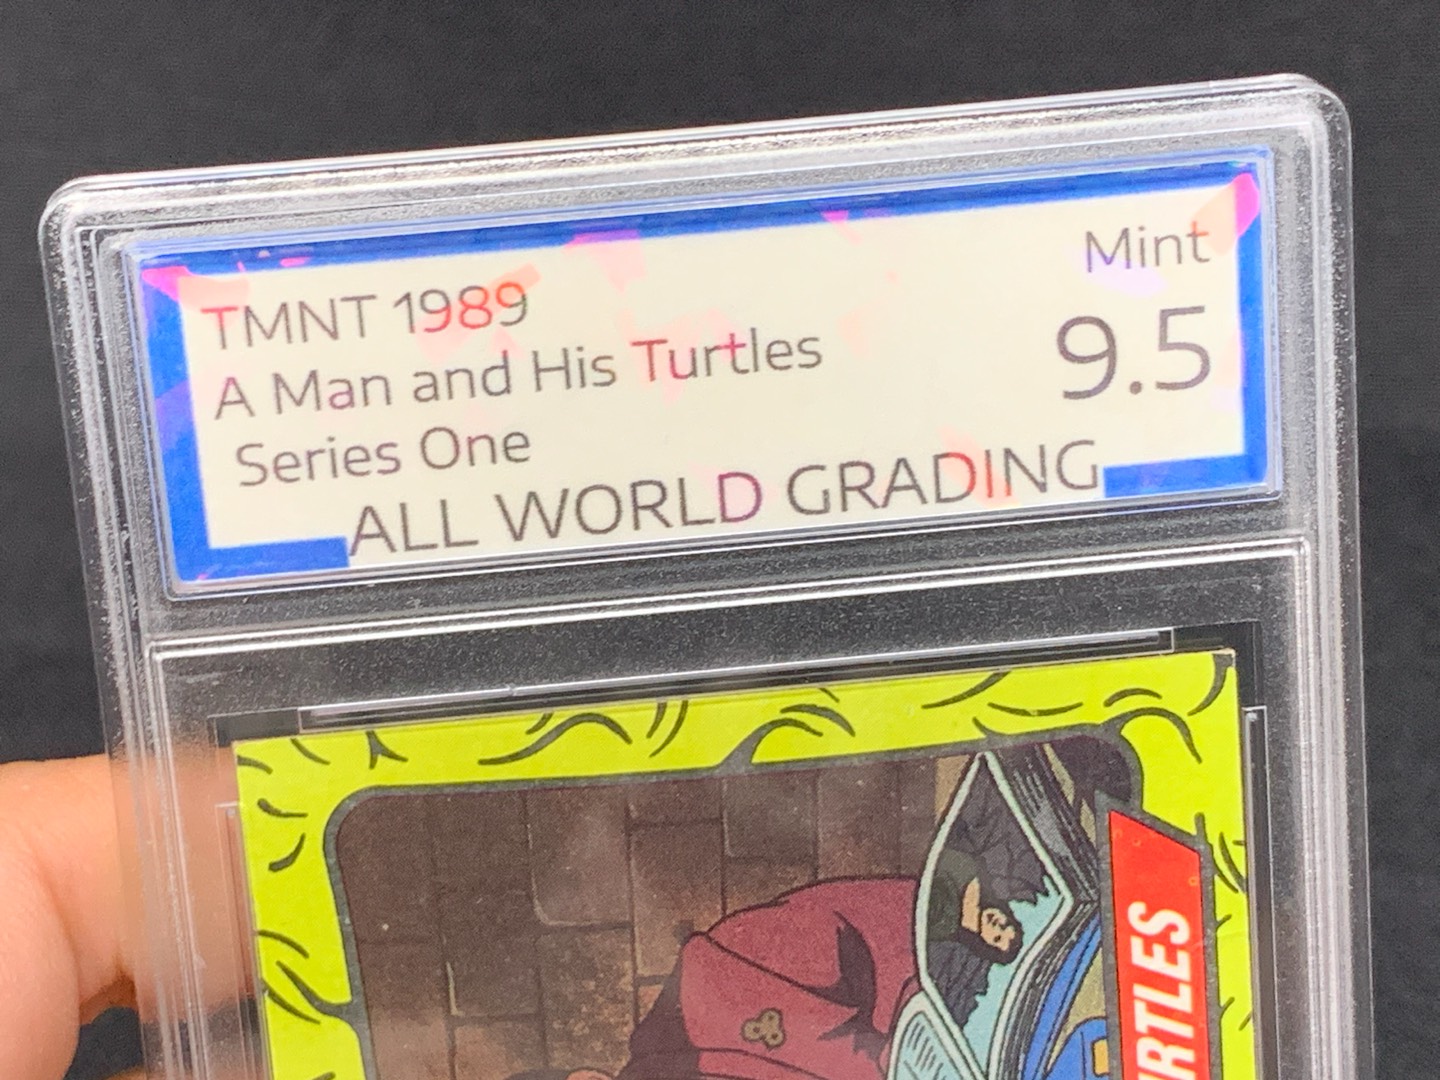 TMNT 1989
A Man and His Turtles
Series One
Mint
9.5
ALL WORLD GRADING